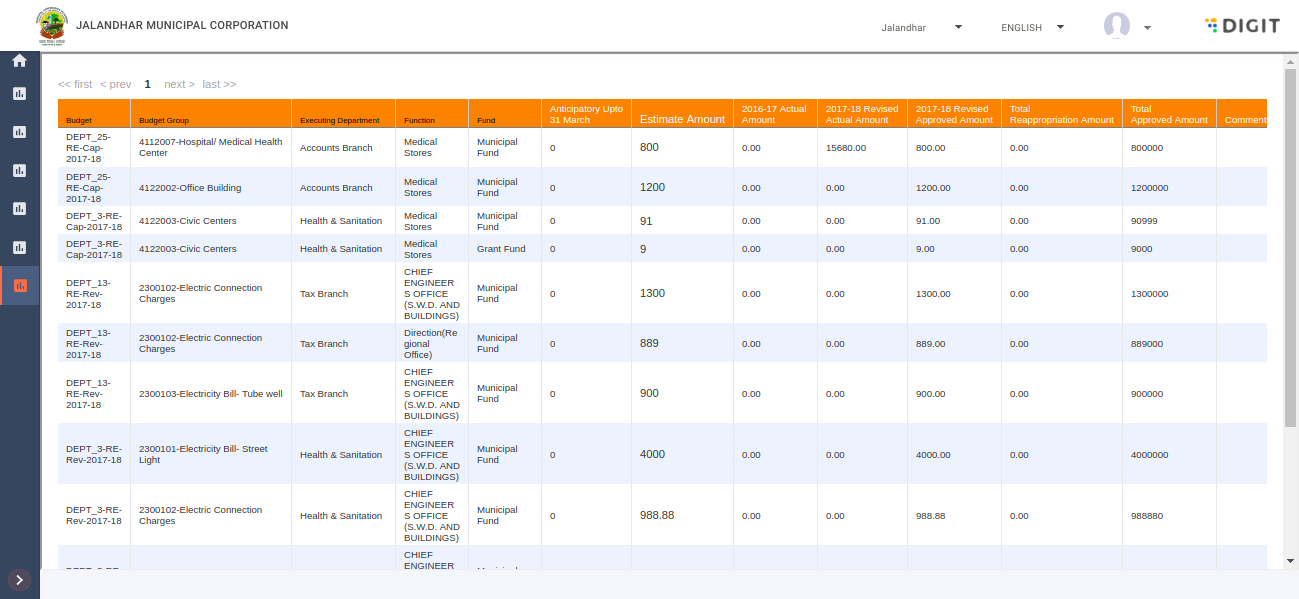 JALANDHAR MUNICIPAL CORPORATION
Jalandhar
ENGLISH
DIGIT
<< first < prev 1 next > last >>
Budget Budget Group Executing Department Function Fund Anticipatory Upto 31 March Estimate Amount 2016-17 Actual Amount 2017-18 Revised Actual Amount 2017-18 Revised Approved Amount Total Reappropriation Amount Total Approved Amount Comment
DEPT_25-RE-Cap-2017-18 4112007-Hospital/ Medical Health Center Accounts Branch Medical Stores Municipal Fund 0 800 0.00 15680.00 800.00 0.00 800000
DEPT_25-RE-Cap-2017-18 4122002-Office Building Accounts Branch Medical Stores Municipal Fund 0 1200 0.00 0.00 1200.00 0.00 1200000
DEPT_3-RE-Cap-2017-18 4122003-Civic Centers Health & Sanitation Medical Stores Municipal Fund 0 91 0.00 0.00 91.00 0.00 90999
DEPT_3-RE-Cap-2017-18 4122003-Civic Centers Health & Sanitation Medical Stores Grant Fund 0 9 0.00 0.00 9.00 0.00 9000
DEPT_13-RE-Rev-2017-18 2300102-Electric Connection Charges Tax Branch CHIEF ENGINEERS OFFICE (S.W.D. AND BUILDINGS) Municipal Fund 0 1300 0.00 0.00 1300.00 0.00 1300000
DEPT_13-RE-Rev-2017-18 2300102-Electric Connection Charges Tax Branch Direction(Regional Office) Municipal Fund 0 889 0.00 0.00 889.00 0.00 889000
DEPT_13-RE-Rev-2017-18 2300103-Electricity Bill- Tube well Tax Branch CHIEF ENGINEERS OFFICE (S.W.D. AND BUILDINGS) Municipal Fund 0 900 0.00 0.00 900.00 0.00 900000
DEPT_3-RE-Rev-2017-18 2300101-Electricity Bill- Street Light Health & Sanitation CHIEF ENGINEERS OFFICE (S.W.D. AND BUILDINGS) Municipal Fund 0 4000 0.00 0.00 4000.00 0.00 4000000
DEPT_3-RE-Rev-2017-18 2300102-Electric Connection Charges Health & Sanitation CHIEF ENGINEERS OFFICE (S.W.D. AND BUILDINGS) Municipal Fund 0 988.88 0.00 0.00 988.88 0.00 988880
CHIEF ENGINEER